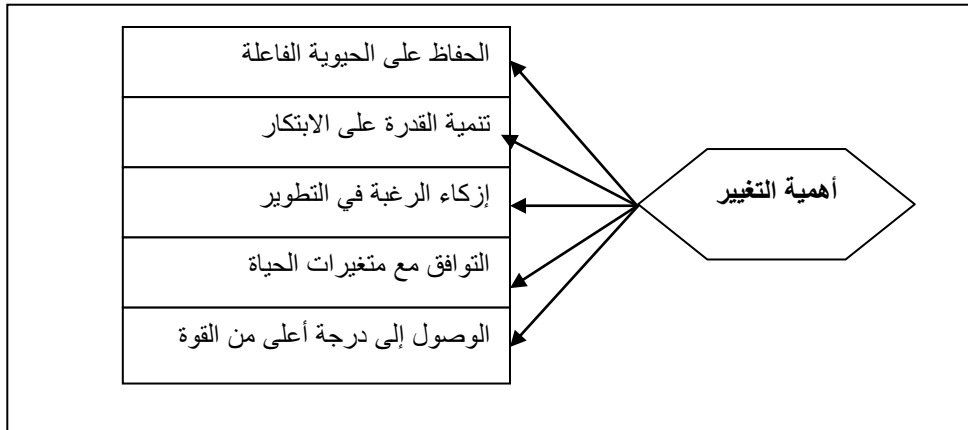 أهمية التغيير
الحفاظ على الحيوية الفاعلة
تنمية القدرة على الابتكار
إزكاء الرغبة في التطوير
التوافق مع متغيرات الحياة
الوصول إلى درجة أعلى من القوة